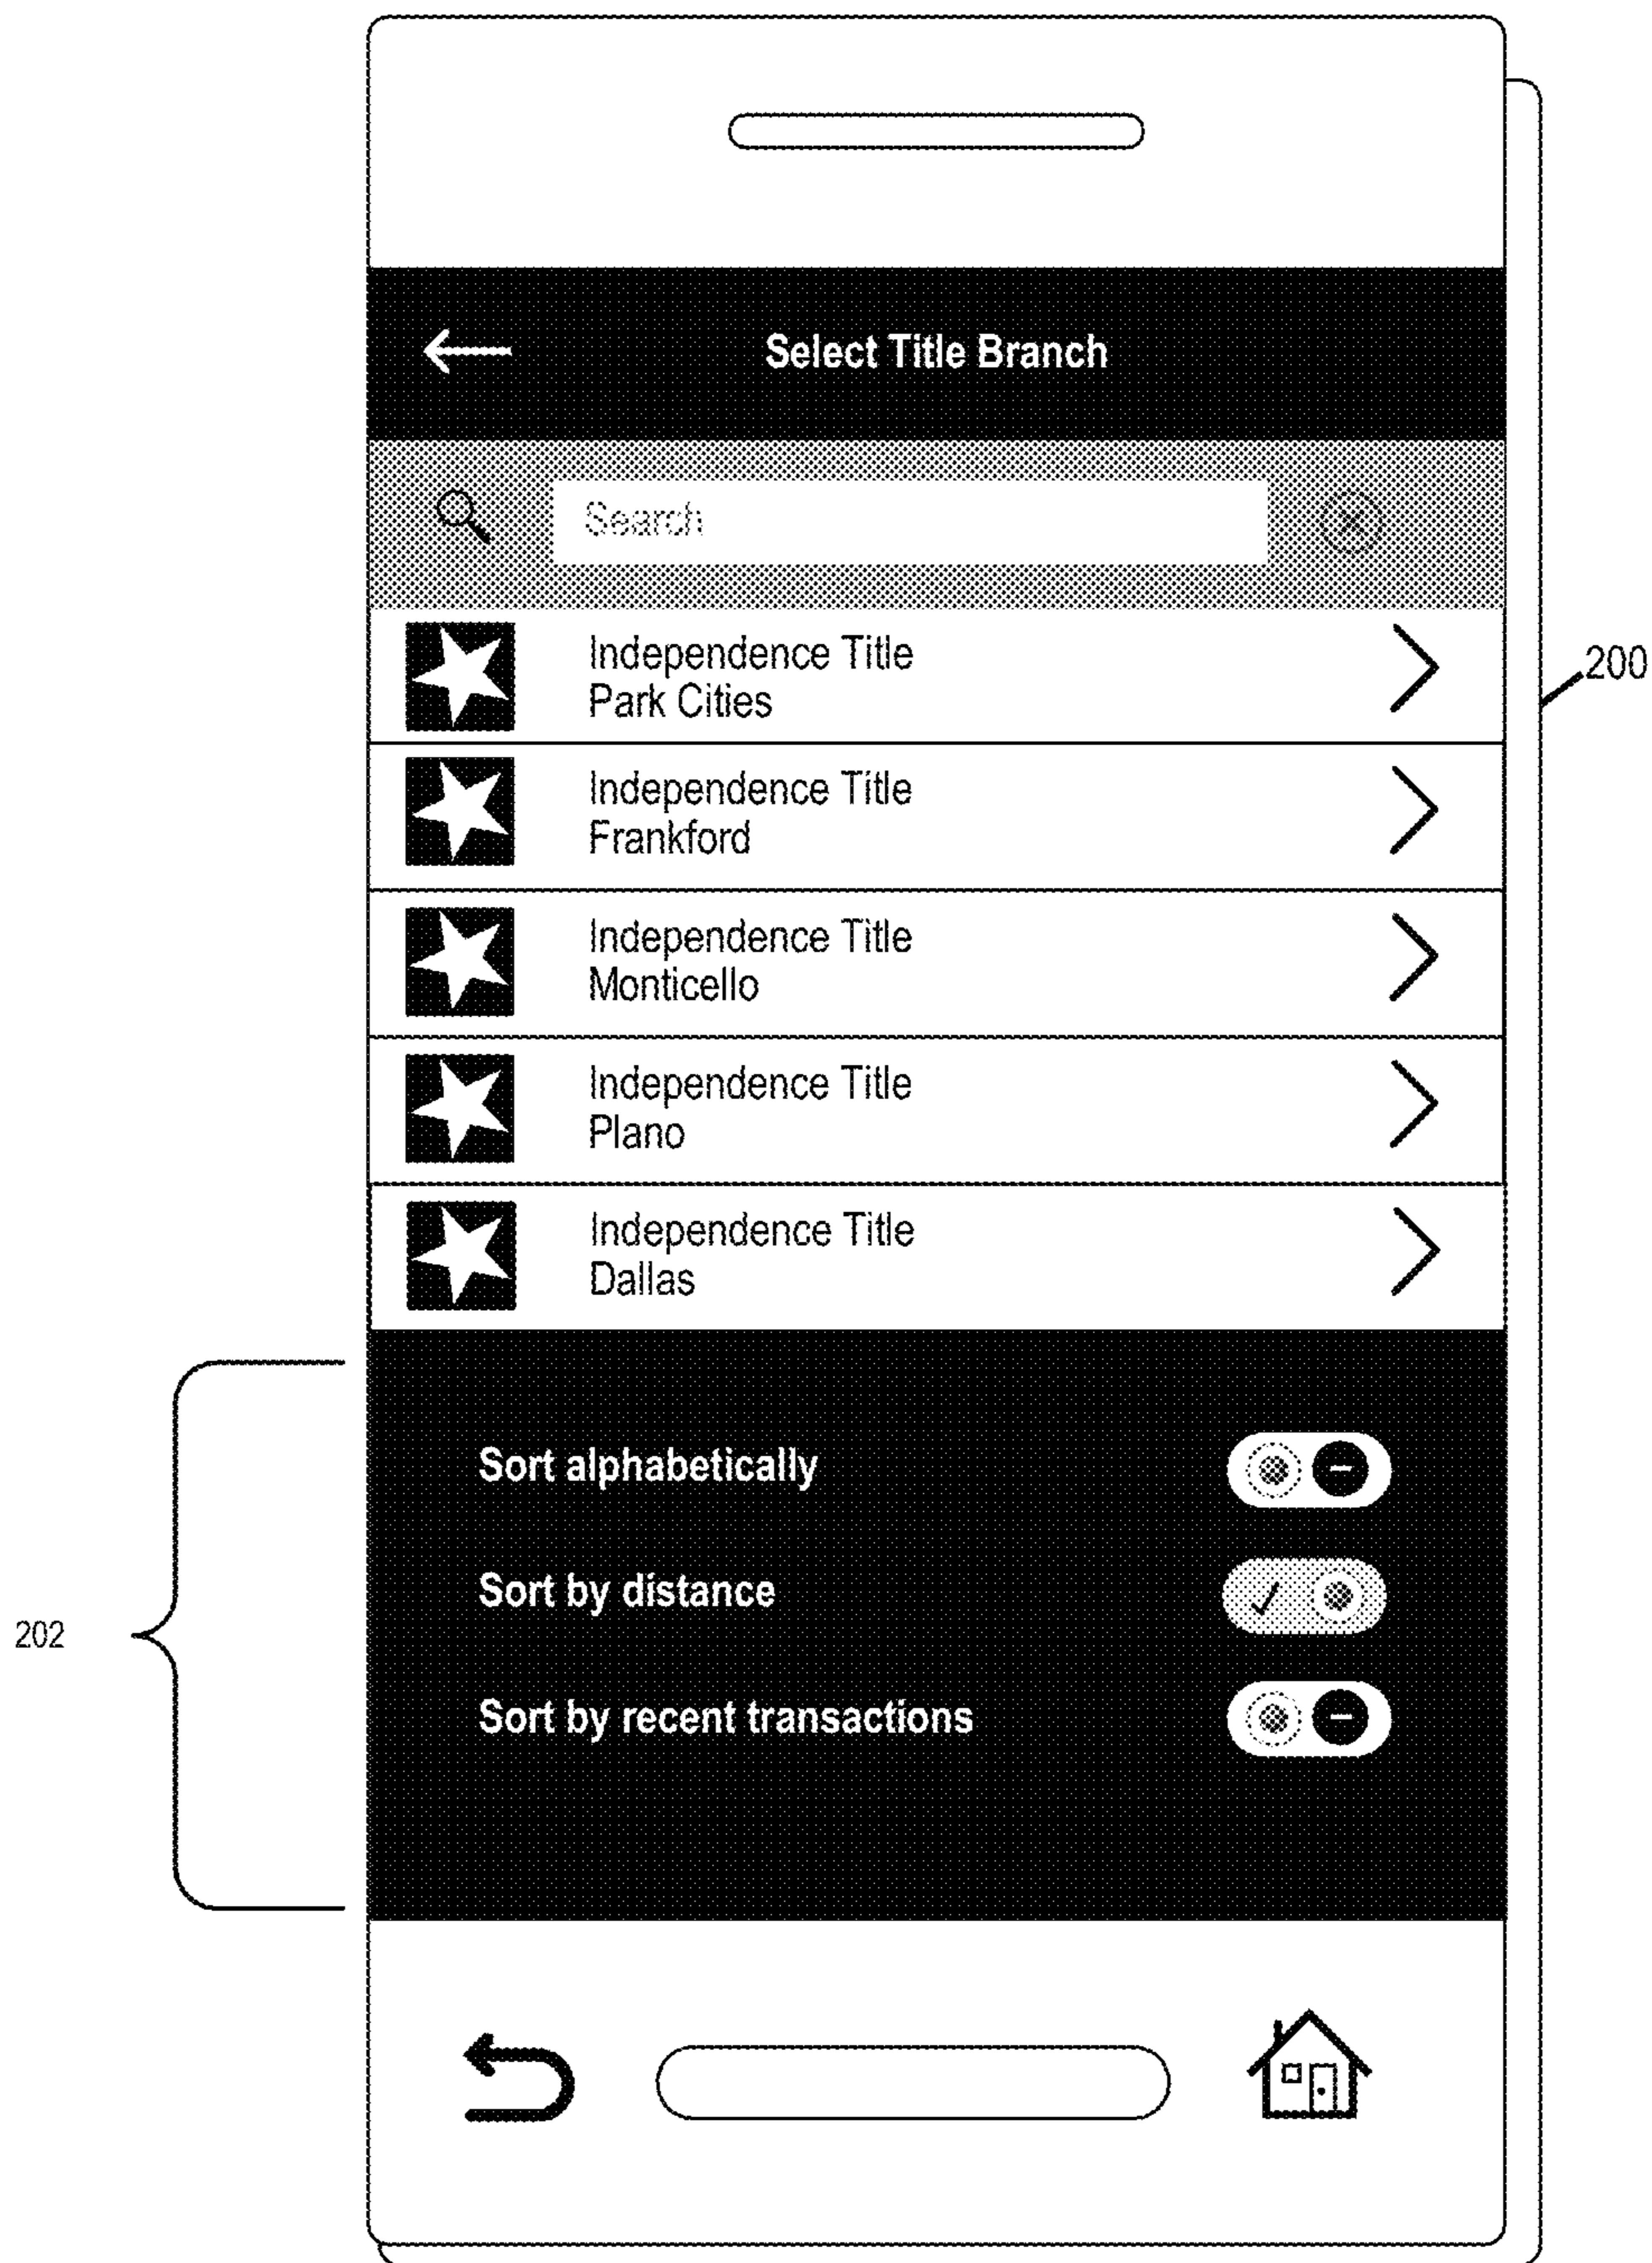 Select Title Branch
Search
Independence Title
Park Cities
200
Independence Title
Frankford
Independence Title
Monticello
Independence Title
Plano
Independence Title
Dallas
Sort alphabetically
Sort by distance
202
Sort by recent transactions